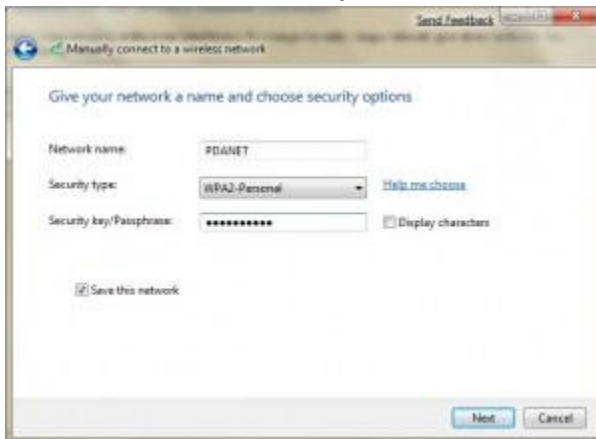 Send Feedback
Manually connect to a wireless network
Give your network a name and choose security options
Network name: PDANET
Security type: WPA2-Personal Help me choose
Security key/Passphrase: •••••••••• Display characters
Save this network
Next Cancel